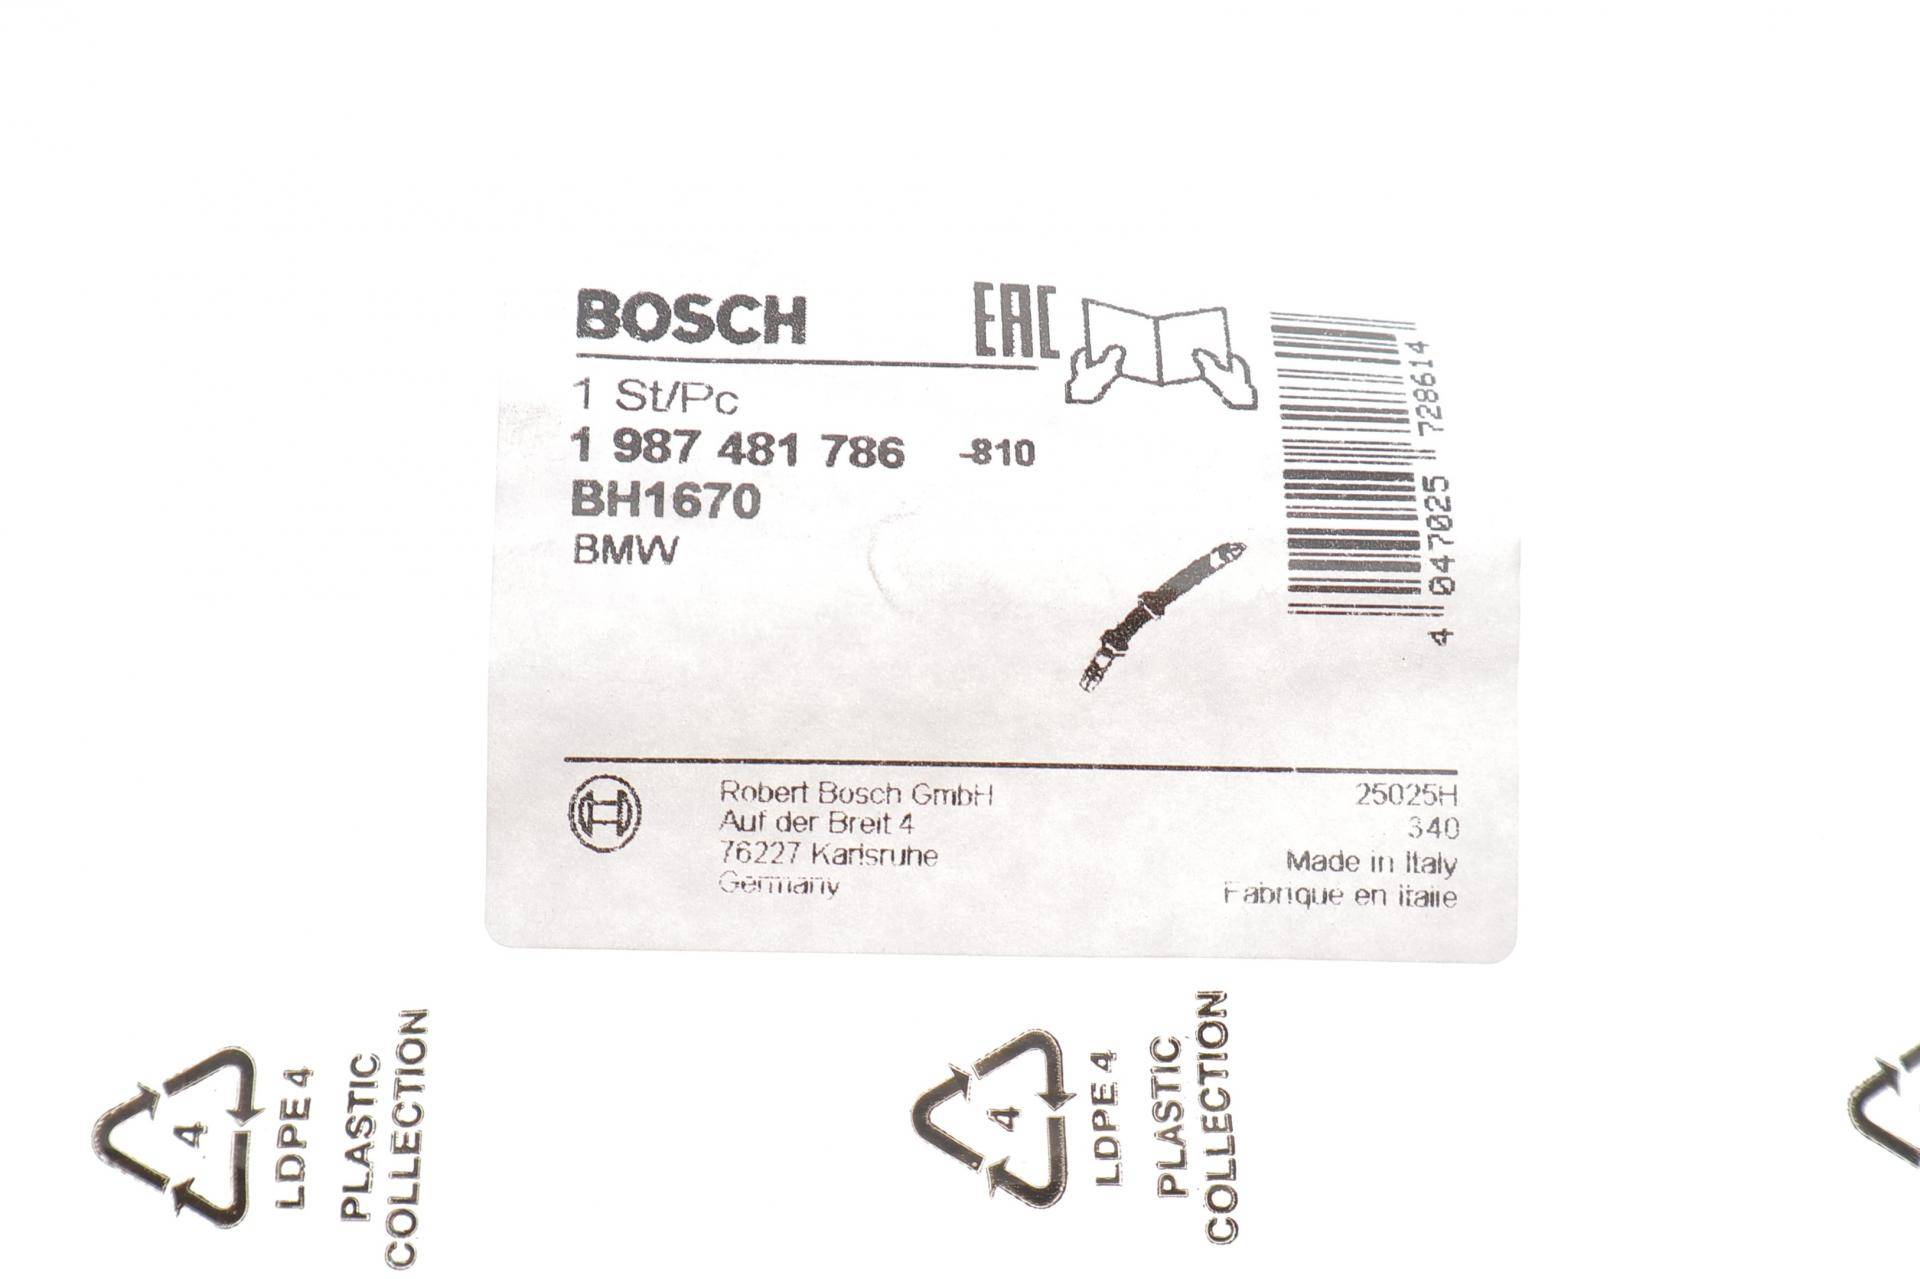 BOSCH EAC
1 St/Pc
1 987 481 786 -810
BH1670
BMW
4 047025 728614
Robert Bosch GmbH
Auf der Breit 4
76227 Karlsruhe
Germany
25025H
340
Made in Italy
Fabriqué en Italie
4
LDPE 4
PLASTIC
COLLECTION
4
LDPE 4
PLASTIC
COLLECTION